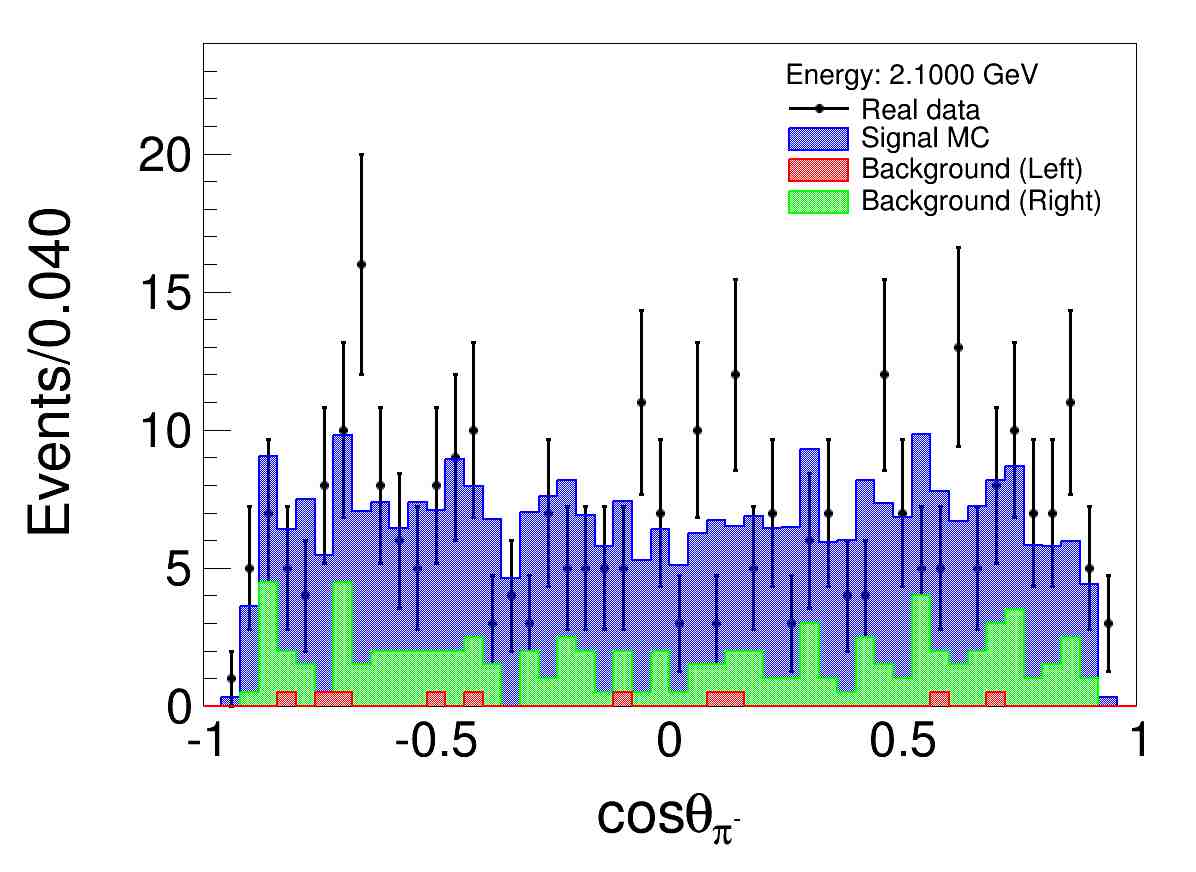 Energy: 2.1000 GeV
Real data
Signal MC
Background (Left)
Background (Right)
Events/0.040
20
15
10
5
0
-1
-0.5
0
0.5
1
cosθπ-